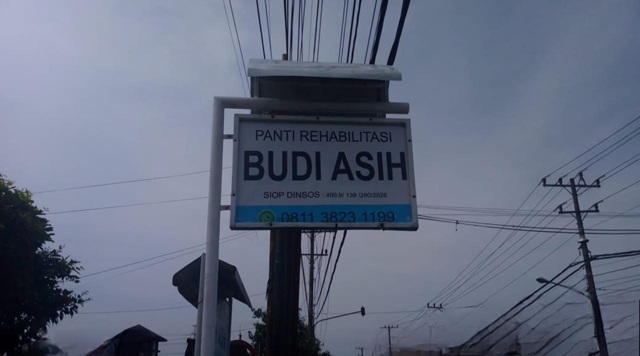 PANTI REHABILITASI
BUDI ASIH
SIOP DINSOS :
0811 3823 1199